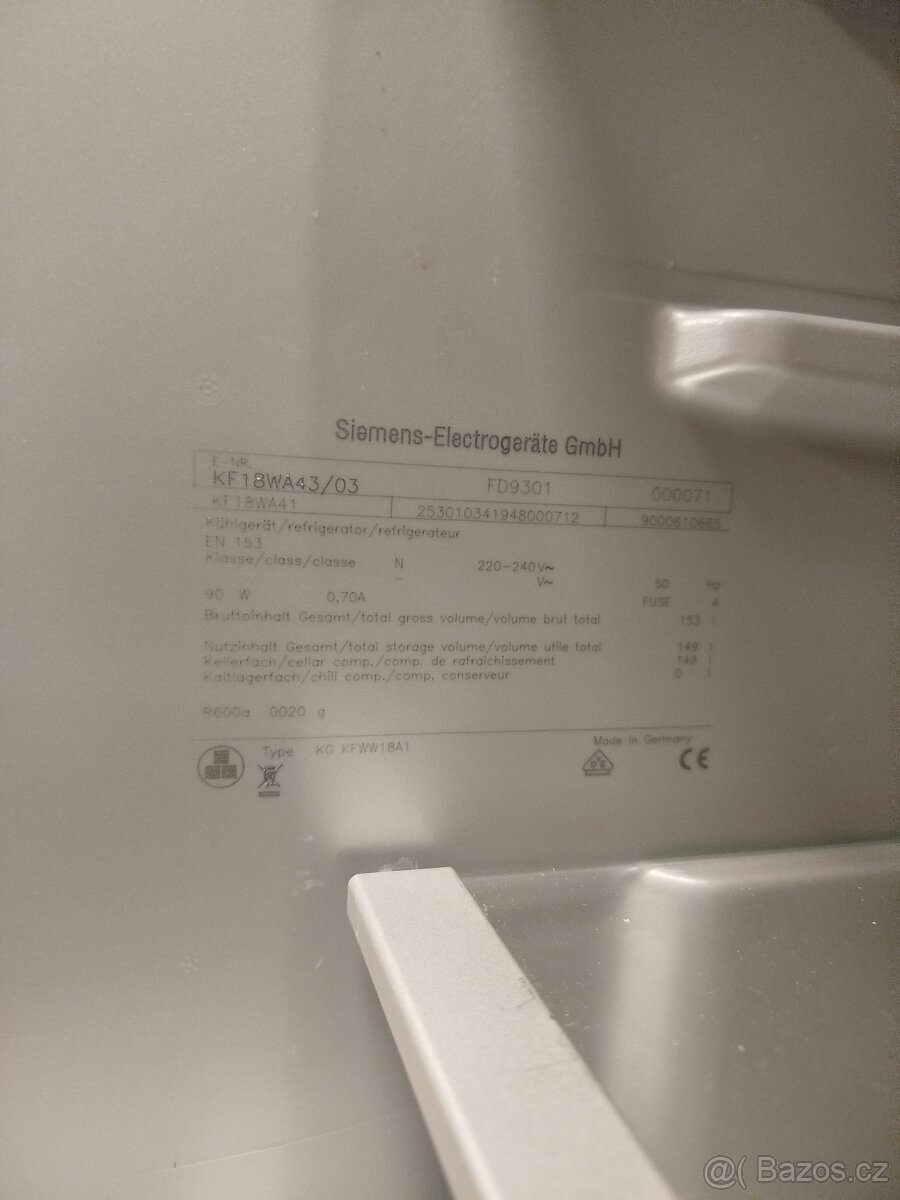 Siemens-Electrogeräte GmbH
E-NR.
KF18WA43/03 FD9301 000071
KF18WA41 253010341948000712 9000610665
Kühlgerät/refrigerator/refrigerateur
EN 153
Klasse/class/classe N 220-240V~ 50 Hz
- V~ FUSE A
90 W 0,70A
Bruttoinhalt Gesamt/total gross volume/volume brut total 153 l
Nutzinhalt Gesamt/total storage volume/volume utile total 149 l
Kellerfach/cellar comp./comp. de rafraichissement 149 l
Kaltlagerfach/chill comp./comp. conserveur 0 l
R600a 0020 g
Type KG KFWW18A1 Made in Germany
CE
@( Bazos.cz